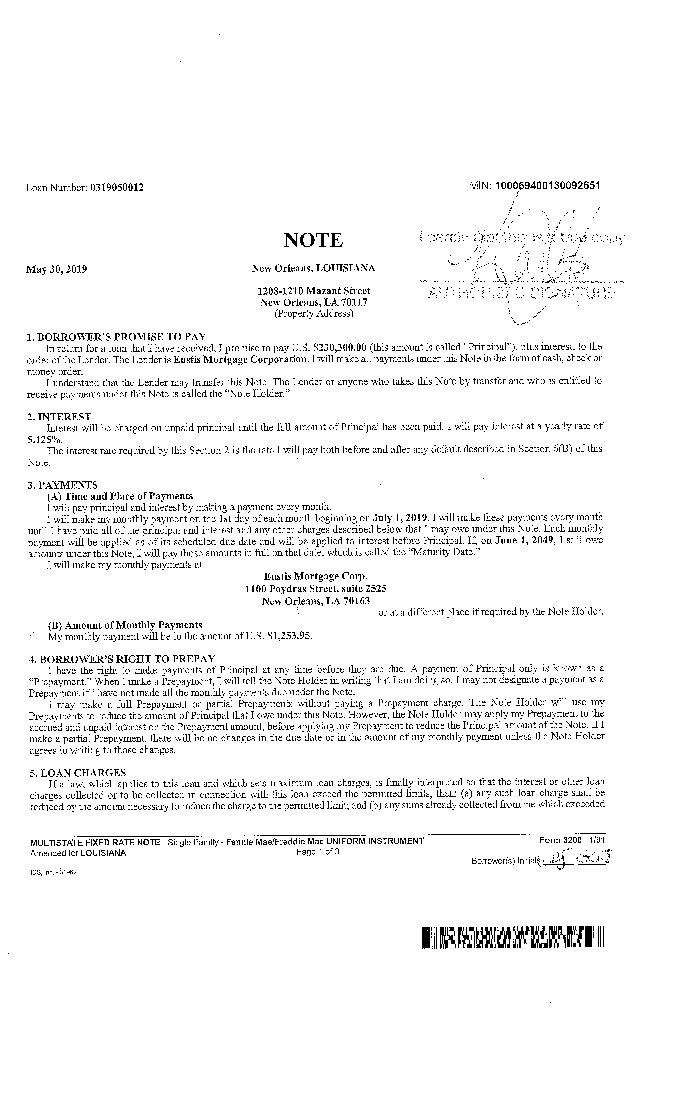 Loan Number: 0319050012
MIN: 100069400130092651
NOTE
I certify this to be a true copy
AUTHORIZED SIGNATURE
May 30, 2019
New Orleans, LOUISIANA
1208-1210 Mazant Street
New Orleans, LA 70117
(Property Address)
1. BORROWER'S PROMISE TO PAY
In return for a loan that I have received, I promise to pay U.S. $230,300.00 (this amount is called "Principal"), plus interest, to the
order of the Lender. The Lender is Eustis Mortgage Corporation. I will make all payments under this Note in the form of cash, check or
money order.
I understand that the Lender may transfer this Note. The Lender or anyone who takes this Note by transfer and who is entitled to
receive payments under this Note is called the "Note Holder."
2. INTEREST
Interest will be charged on unpaid principal until the full amount of Principal has been paid. I will pay interest at a yearly rate of
5.125%.
The interest rate required by this Section 2 is the rate I will pay both before and after any default described in Section 6(B) of this
Note.
3. PAYMENTS
(A) Time and Place of Payments
I will pay principal and interest by making a payment every month.
I will make my monthly payment on the 1st day of each month beginning on July 1, 2019. I will make these payments every month
until I have paid all of the principal and interest and any other charges described below that I may owe under this Note. Each monthly
payment will be applied as of its scheduled due date and will be applied to interest before Principal. If, on June 1, 2049, I still owe
amounts under this Note, I will pay those amounts in full on that date, which is called the "Maturity Date."
I will make my monthly payments at
Eustis Mortgage Corp.
1100 Poydras Street, suite 2525
New Orleans, LA 70163
or at a different place if required by the Note Holder.
(B) Amount of Monthly Payments
My monthly payment will be in the amount of U.S. $1,253.95.
4. BORROWER'S RIGHT TO PREPAY
I have the right to make payments of Principal at any time before they are due. A payment of Principal only is known as a
"Prepayment." When I make a Prepayment, I will tell the Note Holder in writing that I am doing so. I may not designate a payment as a
Prepayment if I have not made all the monthly payments due under the Note.
I may make a full Prepayment or partial Prepayments without paying a Prepayment charge. The Note Holder will use my
Prepayments to reduce the amount of Principal that I owe under this Note. However, the Note Holder may apply my Prepayment to the
accrued and unpaid interest on the Prepayment amount, before applying my Prepayment to reduce the Principal amount of the Note. If I
make a partial Prepayment, there will be no changes in the due date or in the amount of my monthly payment unless the Note Holder
agrees in writing to those changes.
5. LOAN CHARGES
If a law, which applies to this loan and which sets maximum loan charges, is finally interpreted so that the interest or other loan
charges collected or to be collected in connection with this loan exceed the permitted limits, then: (a) any such loan charge shall be
reduced by the amount necessary to reduce the charge to the permitted limit; and (b) any sums already collected from me which exceeded
MULTISTATE FIXED RATE NOTE - Single Family - Fannie Mae/Freddie Mac UNIFORM INSTRUMENT
Form 3200 1/01
Amended for LOUISIANA
Page 1 of 3
Borrower(s) Initials